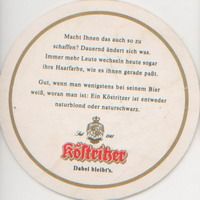 Macht Ihnen das auch so zu
schaffen? Dauernd ändert sich was.
Immer mehr Leute wechseln heute sogar
ihre Haarfarbe, wie es ihnen gerade paßt.
Gut, wenn man wenigstens bei seinem Bier
weiß, woran man ist: Ein Köstritzer ist entweder
naturblond oder naturschwarz.
Seit 1543
Köstritzer
Dabei bleibt's.